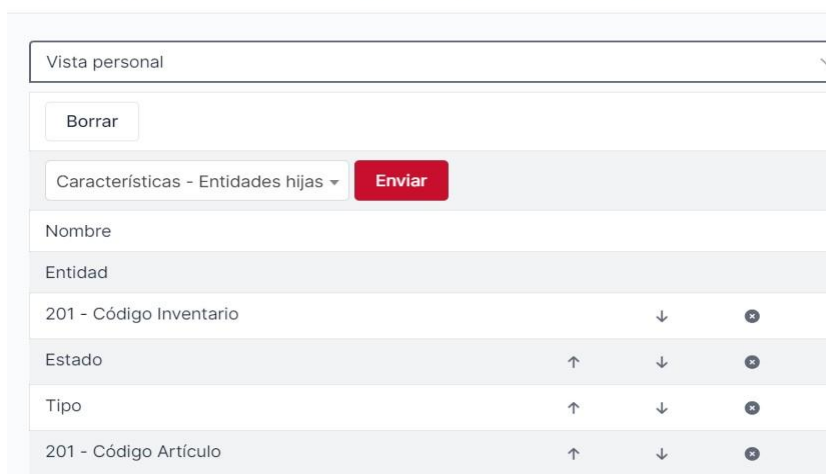 Vista personal
Borrar
Características - Entidades hijas
Enviar
Nombre
Entidad
201 - Código Inventario
Estado
Tipo
201 - Código Artículo